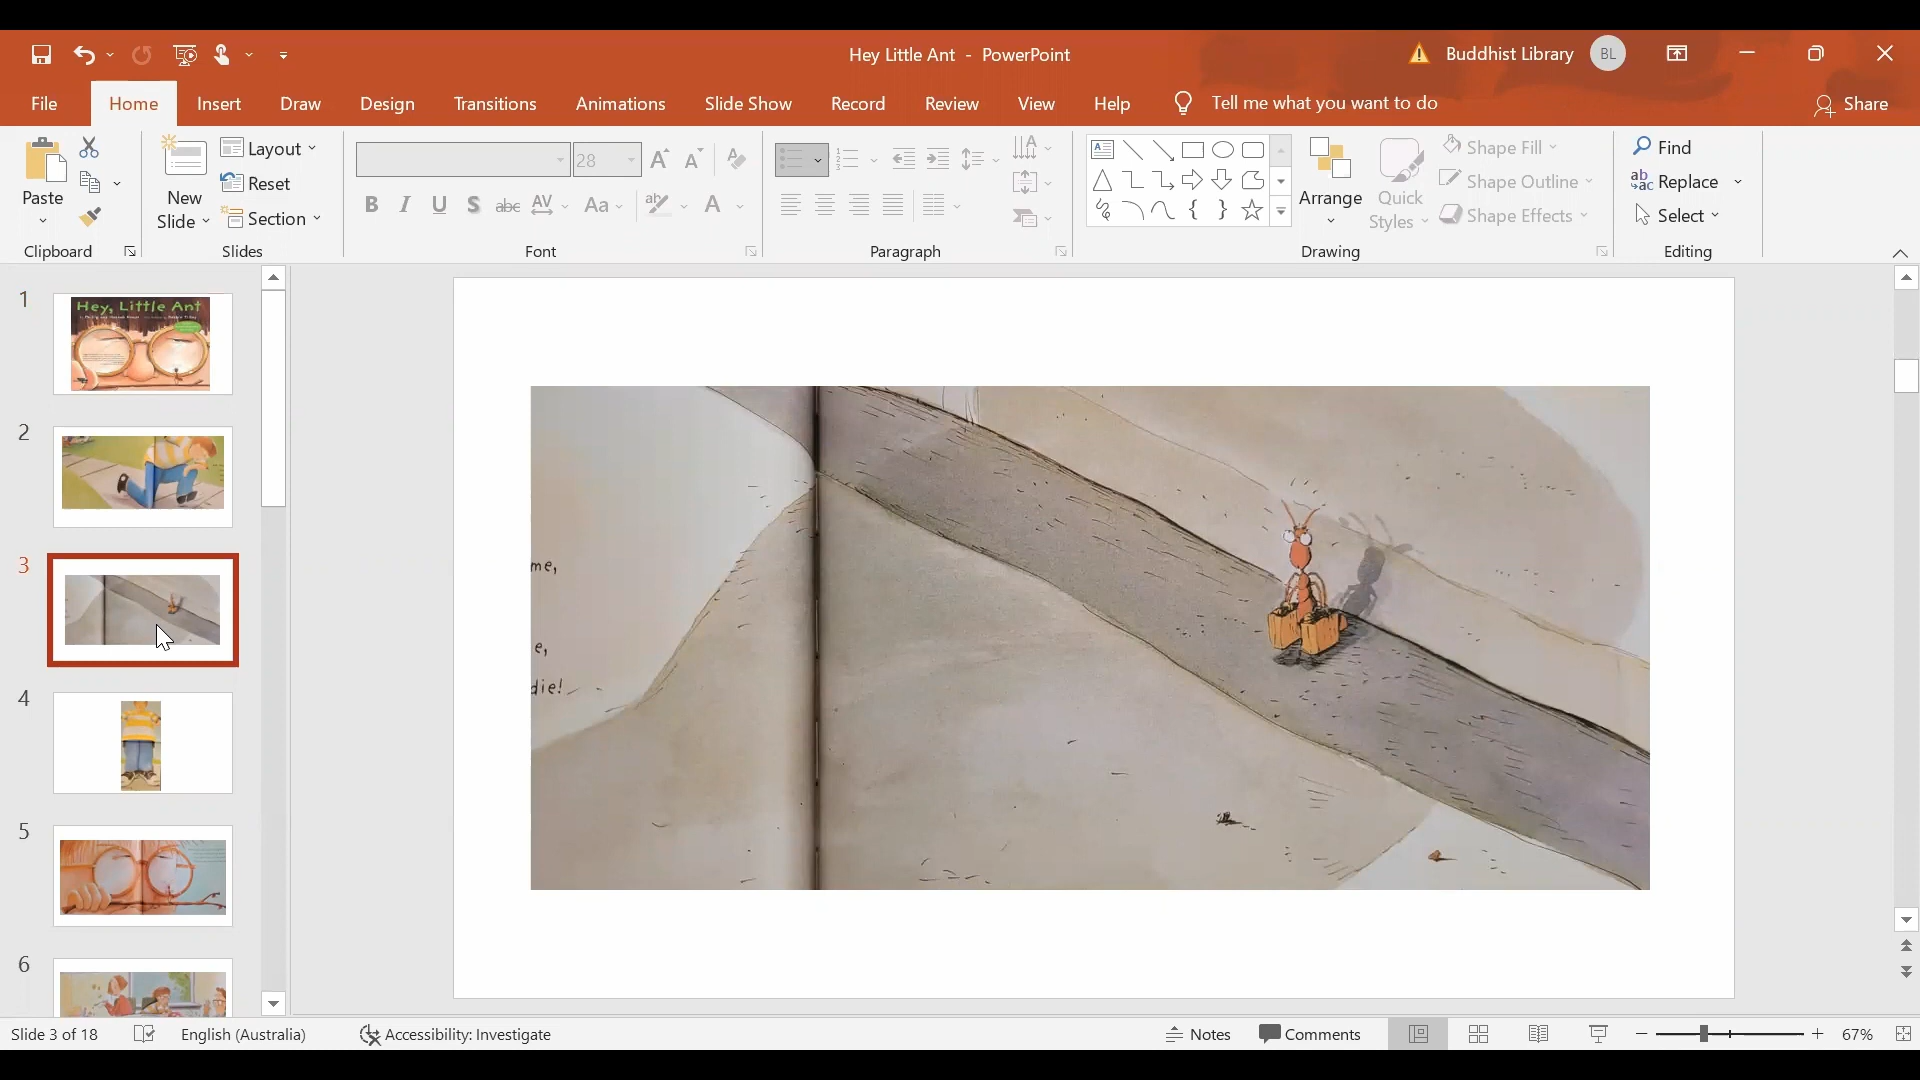 Hey Little Ant - PowerPoint
Buddhist Library
BL
File
Home
Insert
Draw
Design
Transitions
Animations
Slide Show
Record
Review
View
Help
Tell me what you want to do
Share
Paste
New
Slide
Layout
Reset
Section
28
B I U S abc AV Aa A
Arrange
Quick
Styles
Shape Fill
Shape Outline
Shape Effects
Find
Replace
Select
Clipboard
Slides
Font
Paragraph
Drawing
Editing
1
Hey, Little Ant
2
3
4
5
6
me,
e,
die!
Slide 3 of 18
English (Australia)
Accessibility: Investigate
Notes
Comments
67%